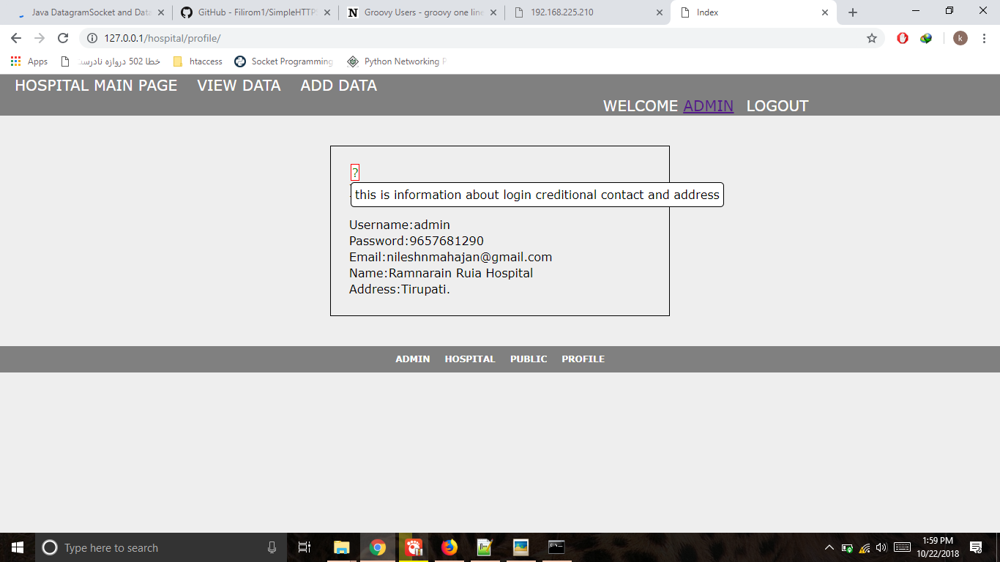 Java DatagramSocket and Data
GitHub - Filirom1/SimpleHTTPS
Groovy Users - groovy one line
192.168.225.210
Index
127.0.0.1/hospital/profile/
k
Apps
خطا 502 دروازه نادرست
htaccess
Socket Programming
Python Networking P
HOSPITAL MAIN PAGE VIEW DATA ADD DATA
WELCOME ADMIN LOGOUT
?
this is information about login creditional contact and address
Username:admin
Password:9657681290
Email:nileshnmahajan@gmail.com
Name:Ramnarain Ruia Hospital
Address:Tirupati.
ADMIN HOSPITAL PUBLIC PROFILE
Type here to search
1:59 PM
10/22/2018